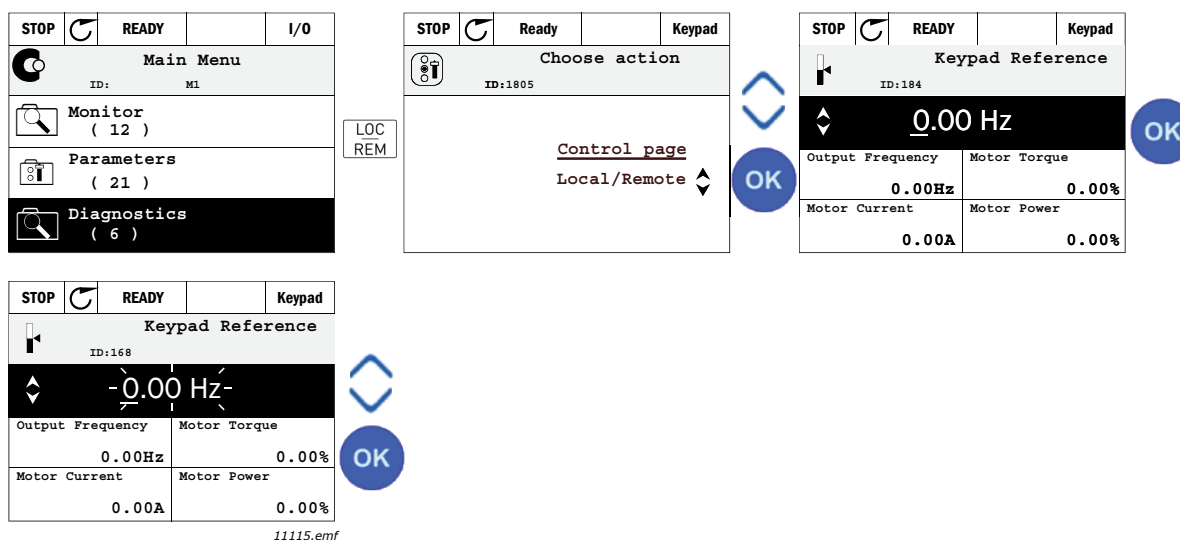 STOP READY I/O
Main Menu
ID: M1
Monitor
( 12 )
Parameters
( 21 )
Diagnostics
( 6 )
LOC
REM
STOP Ready Keypad
Choose action
ID:1805
Control page
Local/Remote
OK
STOP READY Keypad
Keypad Reference
ID:184
0.00 Hz
Output Frequency Motor Torque
0.00Hz 0.00%
Motor Current Motor Power
0.00A 0.00%
OK
STOP READY Keypad
Keypad Reference
ID:168
0.00 Hz
Output Frequency Motor Torque
0.00Hz 0.00%
Motor Current Motor Power
0.00A 0.00%
OK
11115.emf